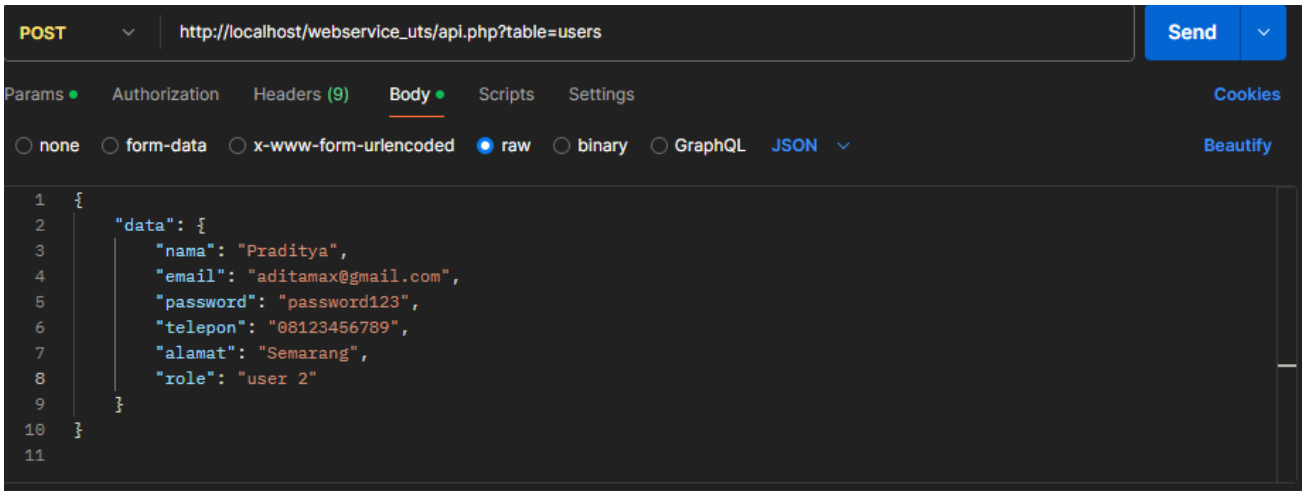 POST http://localhost/webservice_uts/api.php?table=users Send
Params Authorization Headers (9) Body Scripts Settings Cookies
none form-data x-www-form-urlencoded raw binary GraphQL JSON Beautify
1 {
2 "data": {
3 "nama": "Praditya",
4 "email": "aditamax@gmail.com",
5 "password": "password123",
6 "telepon": "08123456789",
7 "alamat": "Semarang",
8 "role": "user 2"
9 }
10 }
11